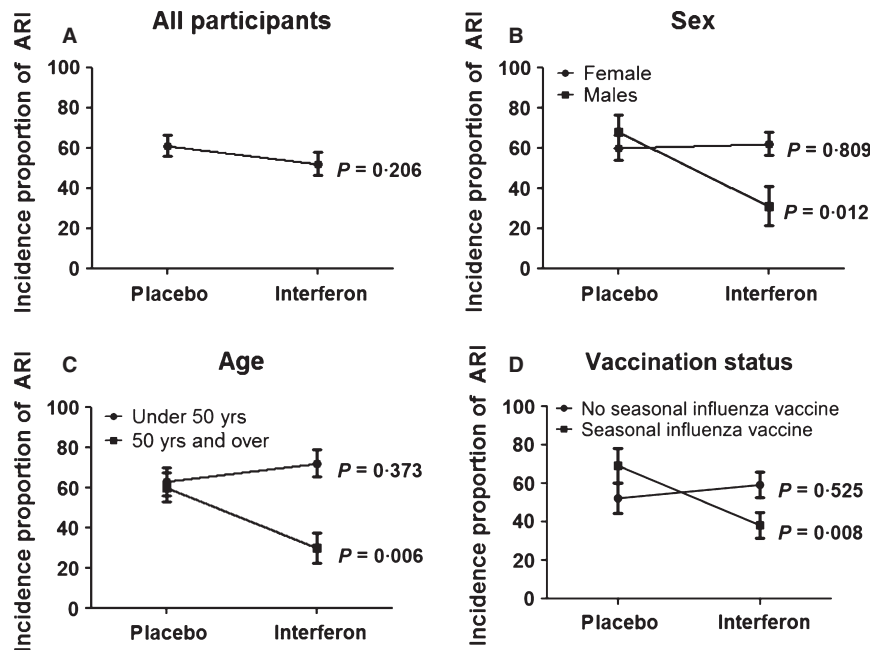 A
All participants
Incidence proportion of ARI
100
80
60
40
20
0
P = 0·206
Placebo
Interferon
B
Sex
Incidence proportion of ARI
100
80
60
40
20
0
Female
Males
P = 0·809
P = 0·012
Placebo
Interferon
C
Age
Incidence proportion of ARI
100
80
60
40
20
0
Under 50 yrs
50 yrs and over
P = 0·373
P = 0·006
Placebo
Interferon
D
Vaccination status
Incidence proportion of ARI
100
80
60
40
20
0
No seasonal influenza vaccine
Seasonal influenza vaccine
P = 0·525
P = 0·008
Placebo
Interferon